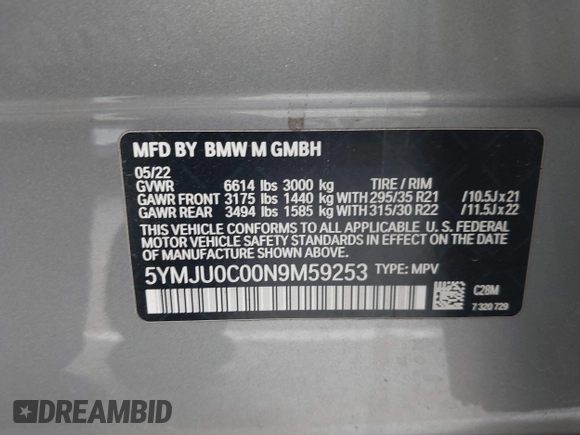 MFD BY BMW M GMBH
05/22
GVWR 6614 lbs 3000 kg TIRE / RIM
GAWR FRONT 3175 lbs 1440 kg WITH 295/35 R21 /10.5Jx21
GAWR REAR 3494 lbs 1585 kg WITH 315/30 R22 /11.5Jx22
THIS VEHICLE CONFORMS TO ALL APPLICABLE U.S. FEDERAL
MOTOR VEHICLE SAFETY STANDARDS IN EFFECT ON THE DATE
OF MANUFACTURE SHOWN ABOVE.
5YMJU0C00N9M59253 TYPE: MPV
C28M
7 320 729
DREAMBID